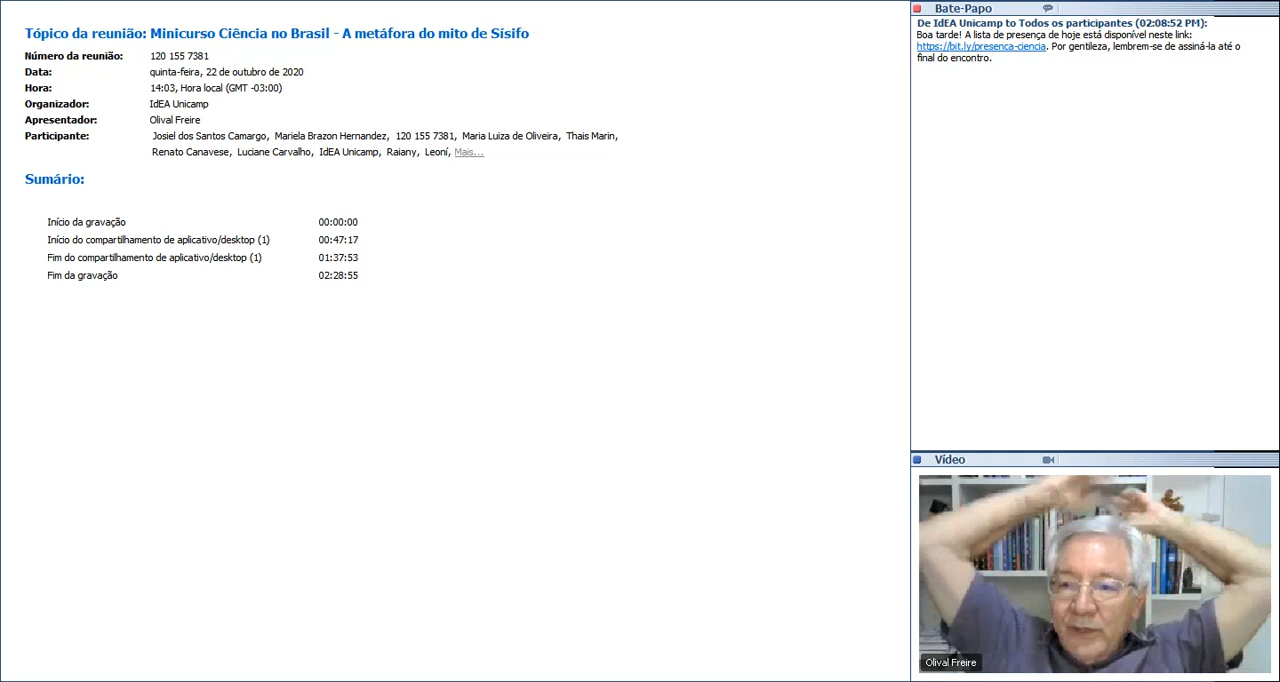 Tópico da reunião: Minicurso Ciência no Brasil - A metáfora do mito de Sísifo
Número da reunião: 120 155 7381
Data: quinta-feira, 22 de outubro de 2020
Hora: 14:03, Hora local (GMT -03:00)
Organizador: IdEA Unicamp
Apresentador: Olival Freire
Participante: Josiel dos Santos Camargo, Mariela Brazon Hernandez, 120 155 7381, Maria Luiza de Oliveira, Thais Marin,
Renato Canavese, Luciane Carvalho, IdEA Unicamp, Raiany, Leoní, Mais...
Sumário:
Início da gravação 00:00:00
Início do compartilhamento de aplicativo/desktop (1) 00:47:17
Fim do compartilhamento de aplicativo/desktop (1) 01:37:53
Fim da gravação 02:28:55
Bate-Papo
De IdEA Unicamp to Todos os participantes (02:08:52 PM):
Boa tarde! A lista de presença de hoje está disponível neste link:
https://bit.ly/presenca-ciencia. Por gentileza, lembrem-se de assiná-la até o
final do encontro.
Vídeo
Olival Freire